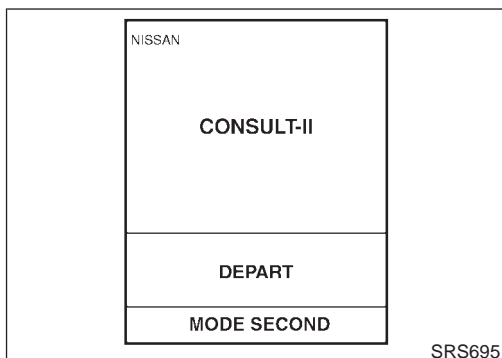 NISSAN
CONSULT-II
DEPART
MODE SECOND
SRS695